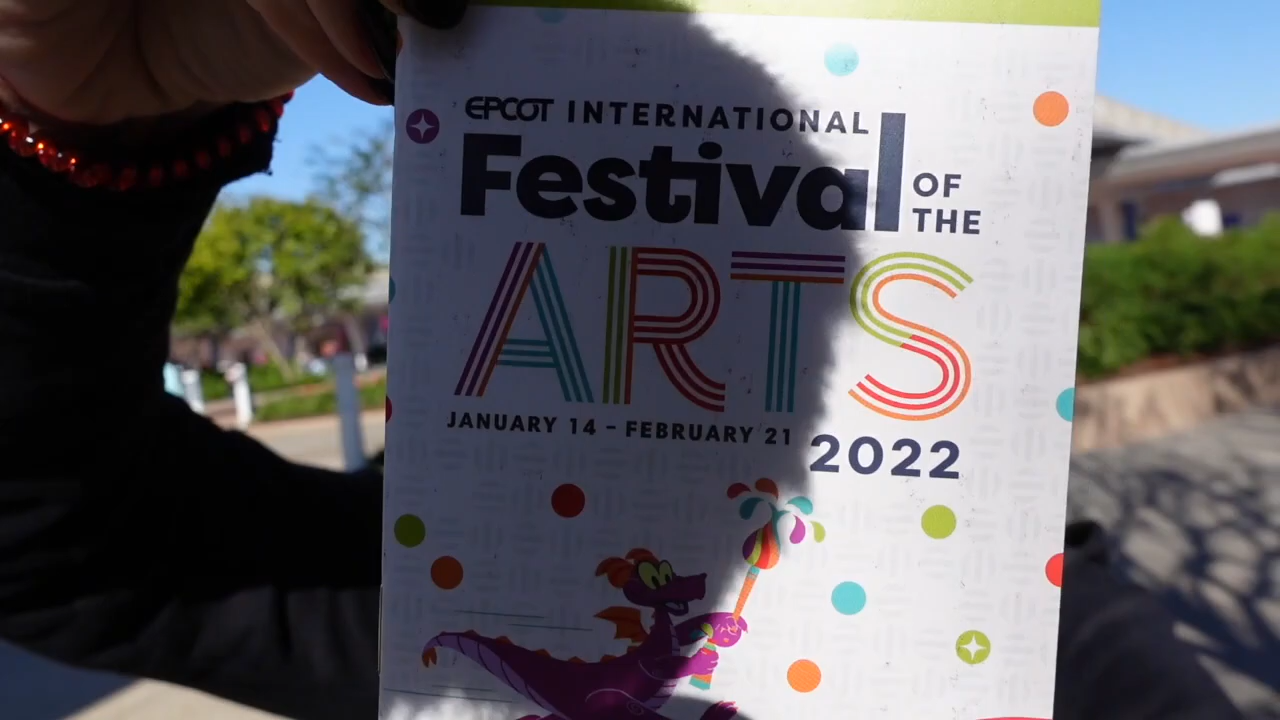 EPCOT INTERNATIONAL
Festival OF THE
ARTS
JANUARY 14 - FEBRUARY 21
2022